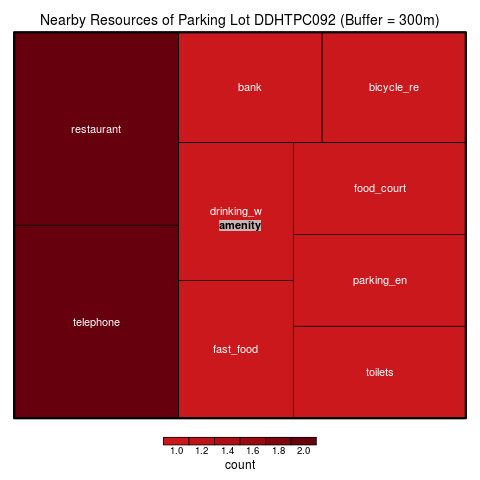 Nearby Resources of Parking Lot DDHTPC092 (Buffer = 300m)
restaurant
bank
bicycle_re
telephone
drinking_w
amenity
fast_food
food_court
parking_en
toilets
1.0 1.2 1.4 1.6 1.8 2.0
count